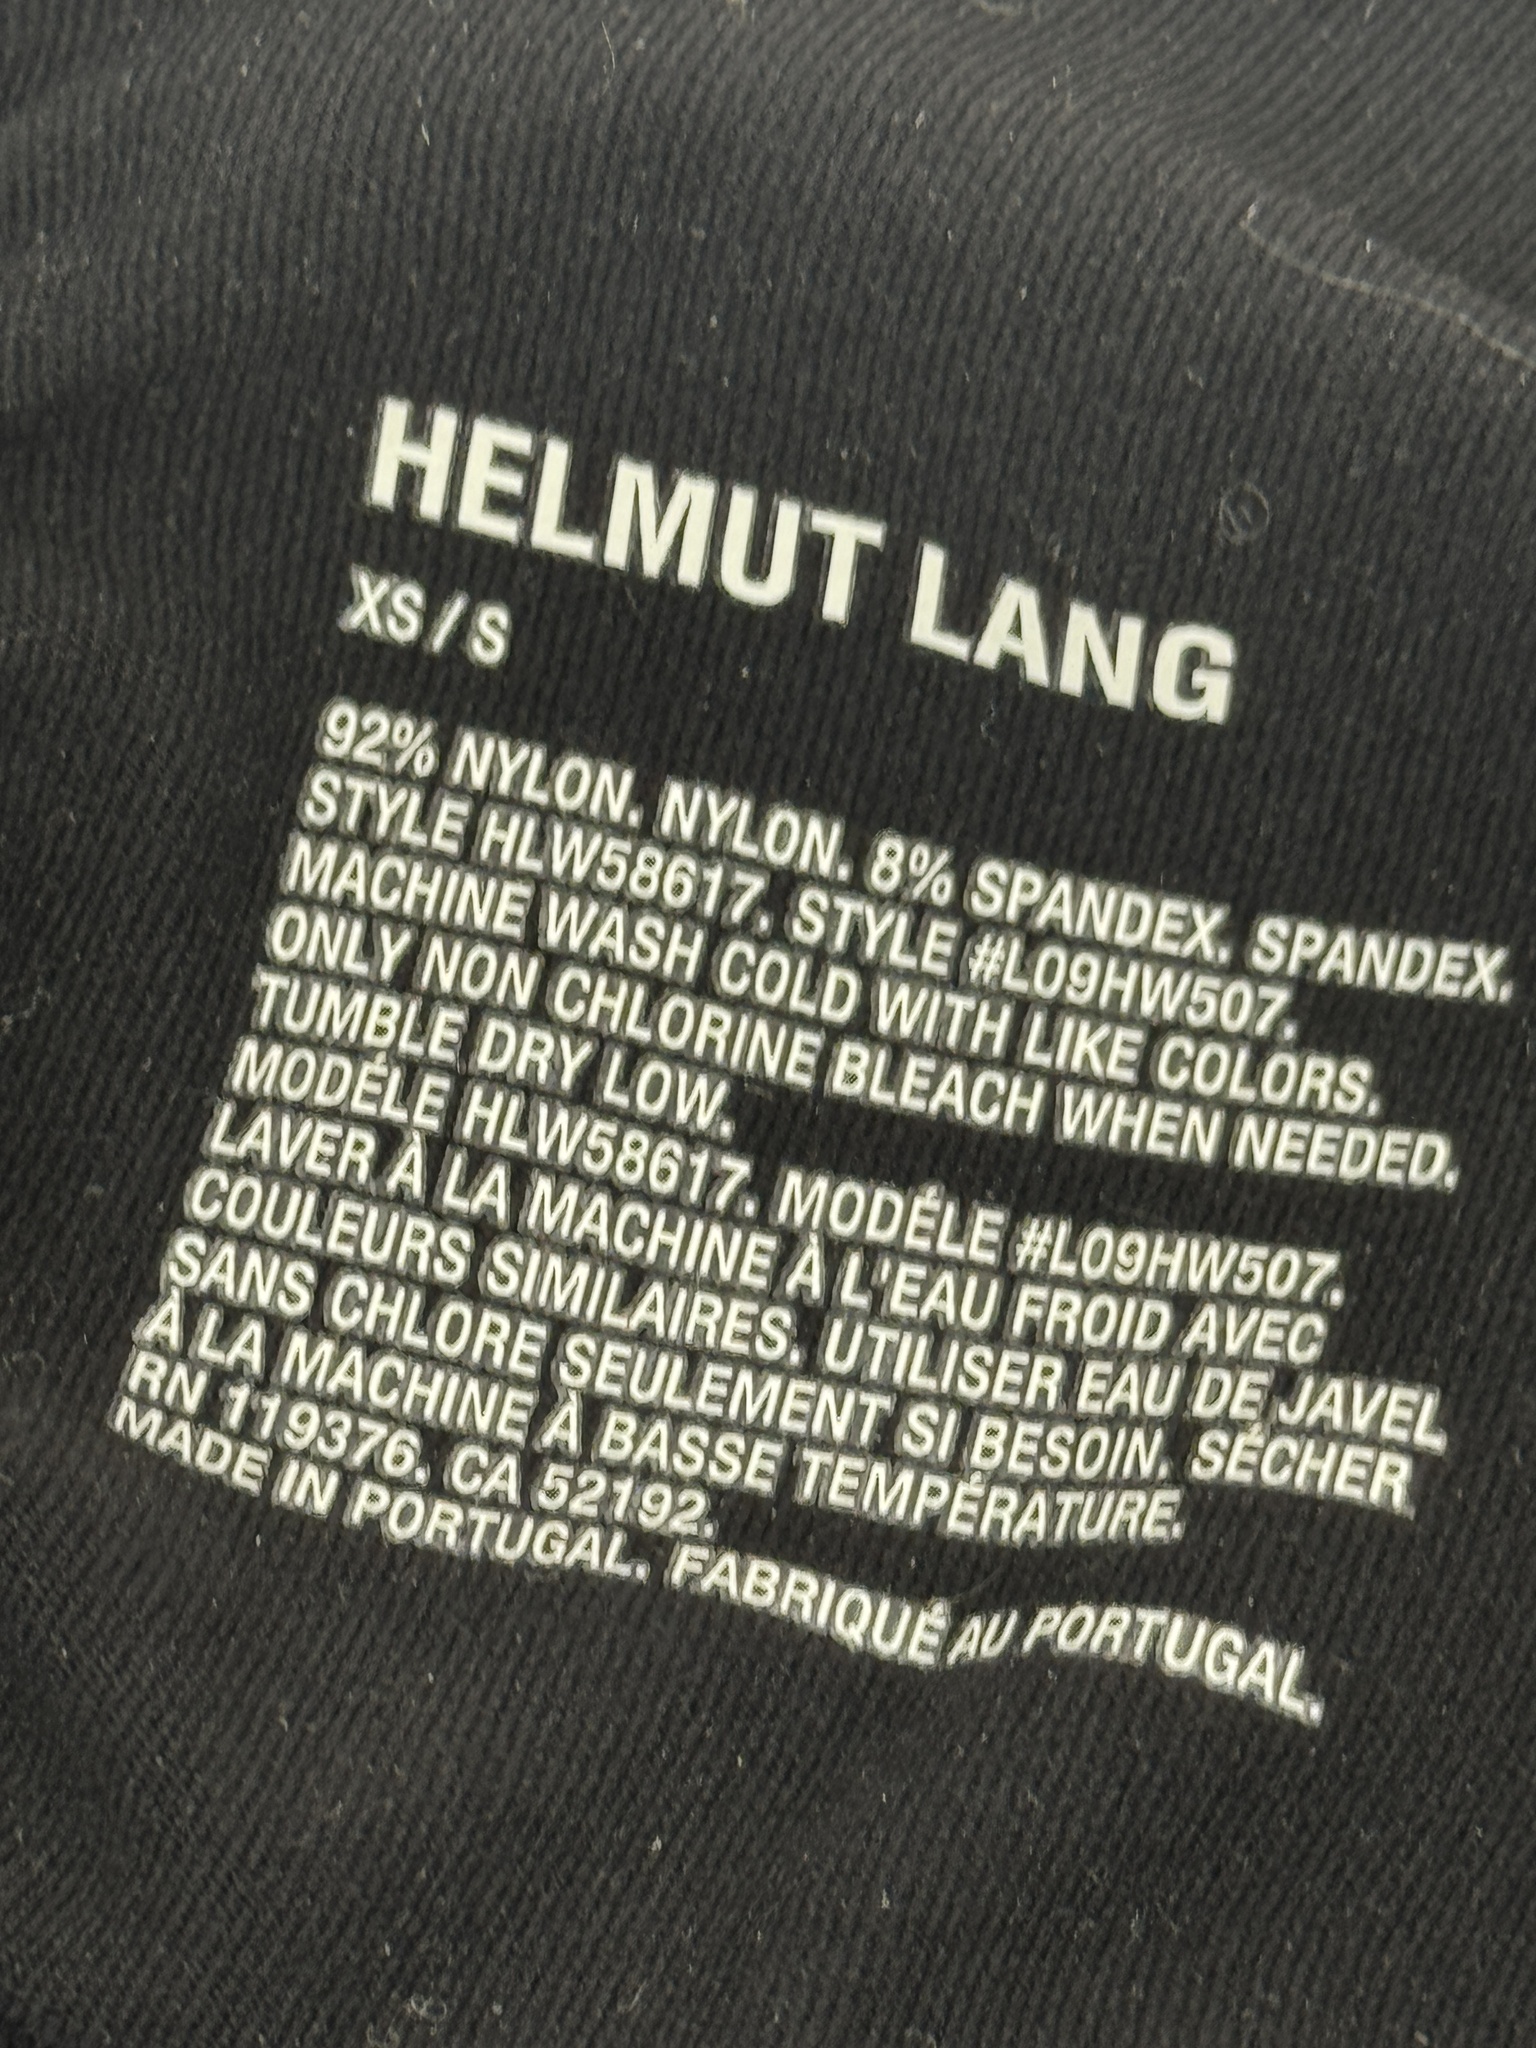 HELMUT LANG
XS / S
92% NYLON. NYLON. 8% SPANDEX. SPANDEX.
STYLE HLW58617. STYLE #L09HW507.
MACHINE WASH COLD WITH LIKE COLORS.
ONLY NON CHLORINE BLEACH WHEN NEEDED.
TUMBLE DRY LOW.
MODÉLE HLW58617. MODÉLE #L09HW507.
LAVER À LA MACHINE À L'EAU FROID AVEC
COULEURS SIMILAIRES. UTILISER EAU DE JAVEL
SANS CHLORE SEULEMENT SI BESOIN. SÉCHER
À LA MACHINE À BASSE TEMPÉRATURE.
RN 119376. CA 52192.
MADE IN PORTUGAL. FABRIQUÉ AU PORTUGAL.